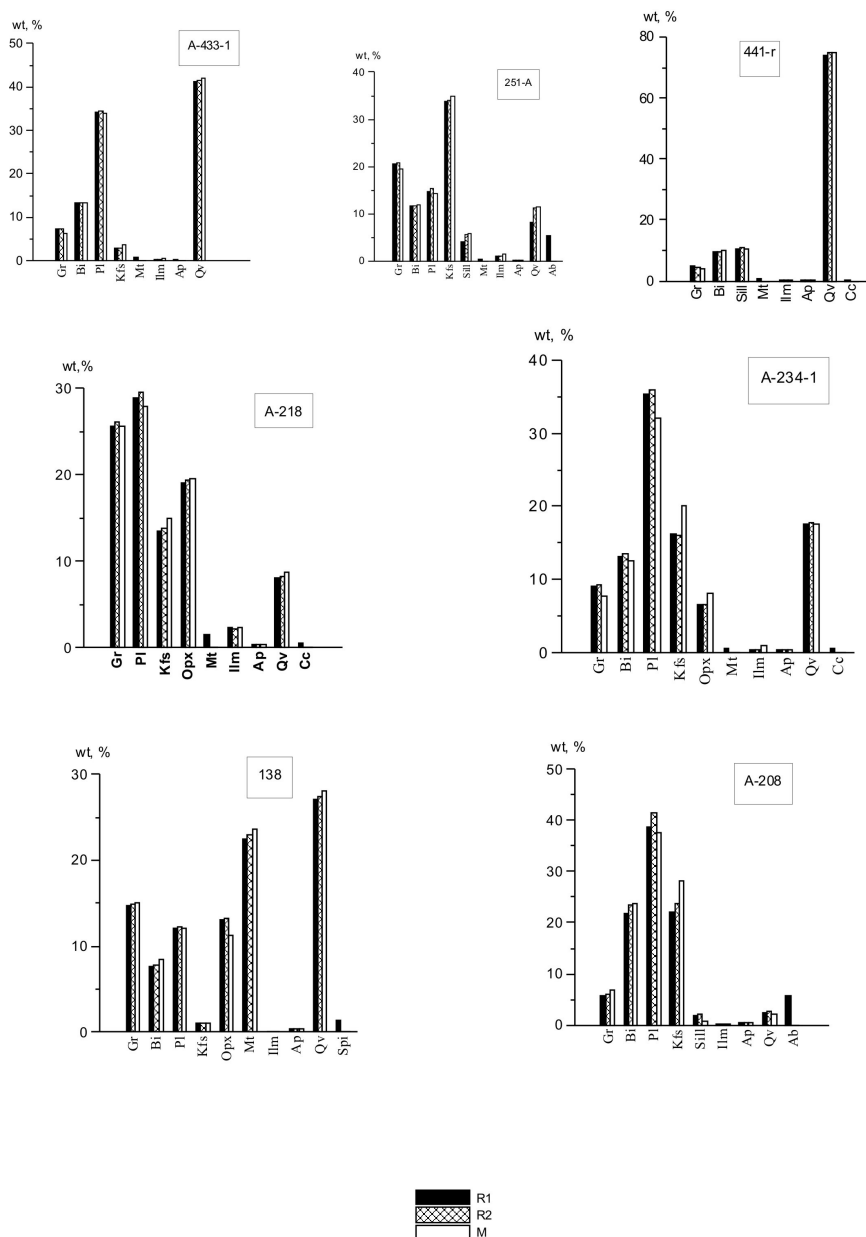 wt, %
A-433-1
50
40
30
20
10
0
Gr Bi Pl Kfs Mt Ilm Ap Qv
wt, %
251-A
40
30
20
10
0
Gr Bi Pl Kfs Sill Mt Ilm Ap Qv Ab
wt, %
441-r
80
60
40
20
0
Gr Bi Sill Mt Ilm Ap Qv Cc
wt,%
A-218
30
20
10
0
Gr Pl Kfs Opx Mt Ilm Ap Qv Cc
wt, %
A-234-1
40
30
20
10
0
Gr Bi Pl Kfs Opx Mt Ilm Ap Qv Cc
wt, %
138
30
20
10
0
Gr Bi Pl Kfs Opx Mt Ilm Ap Qv Spi
wt, %
A-208
50
40
30
20
10
0
Gr Bi Pl Kfs Sill Ilm Ap Qv Ab
R1
R2
M